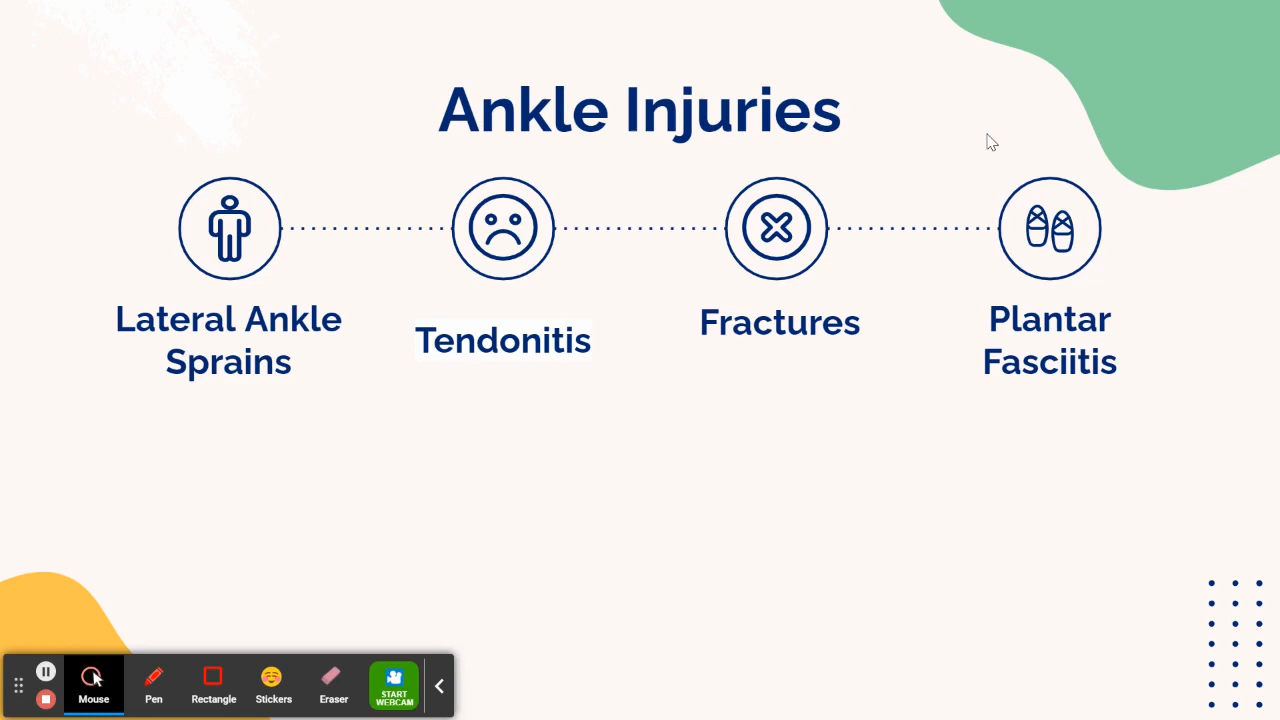 Ankle Injuries
Lateral Ankle
Sprains
Tendonitis
Fractures
Plantar
Fasciitis
Mouse
Pen
Rectangle
Stickers
Eraser
START
WEBCAM